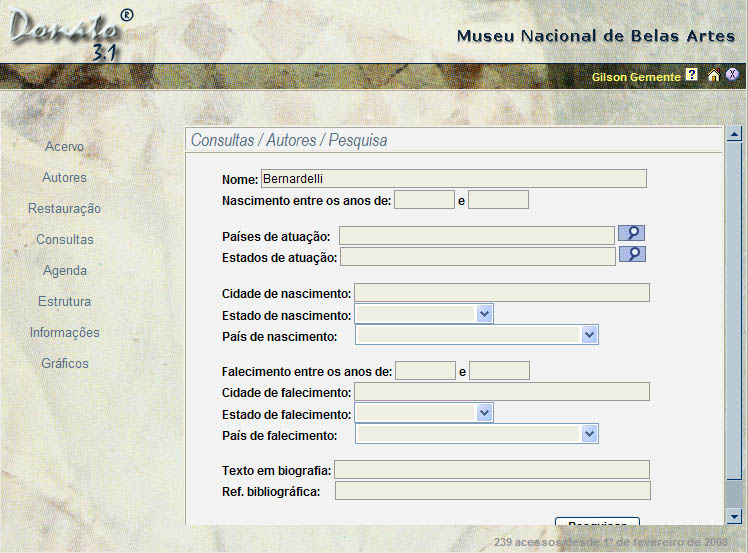 Donato ®
3.1
Museu Nacional de Belas Artes
Gilson Gemente ? X
Acervo
Autores
Restauração
Consultas
Agenda
Estrutura
Informações
Gráficos
Consultas / Autores / Pesquisa
Nome: Bernardelli
Nascimento entre os anos de: e
Países de atuação:
Estados de atuação:
Cidade de nascimento:
Estado de nascimento:
País de nascimento:
Falecimento entre os anos de: e
Cidade de falecimento:
Estado de falecimento:
País de falecimento:
Texto em biografia:
Ref. bibliográfica:
Pesquisar
239 acessos desde 1º de fevereiro de 2008